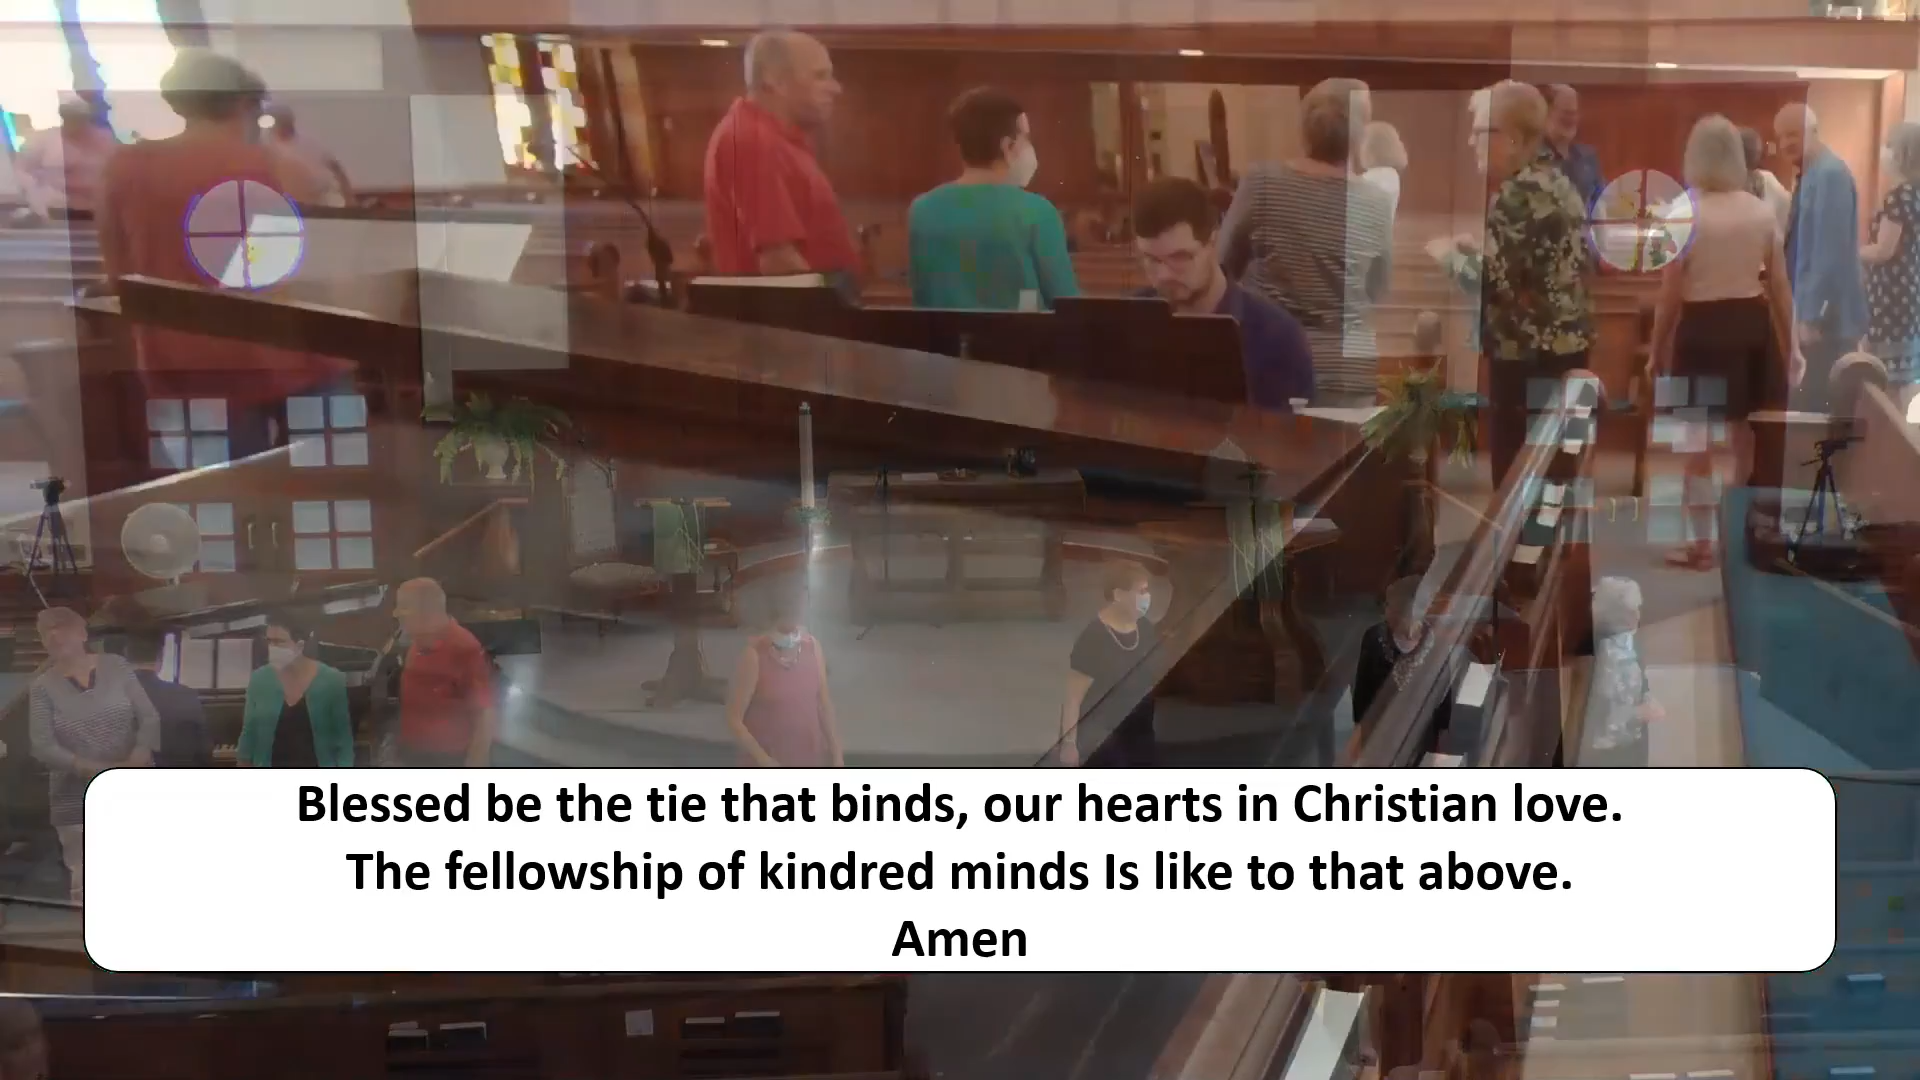 Blessed be the tie that binds, our hearts in Christian love.
The fellowship of kindred minds Is like to that above.
Amen